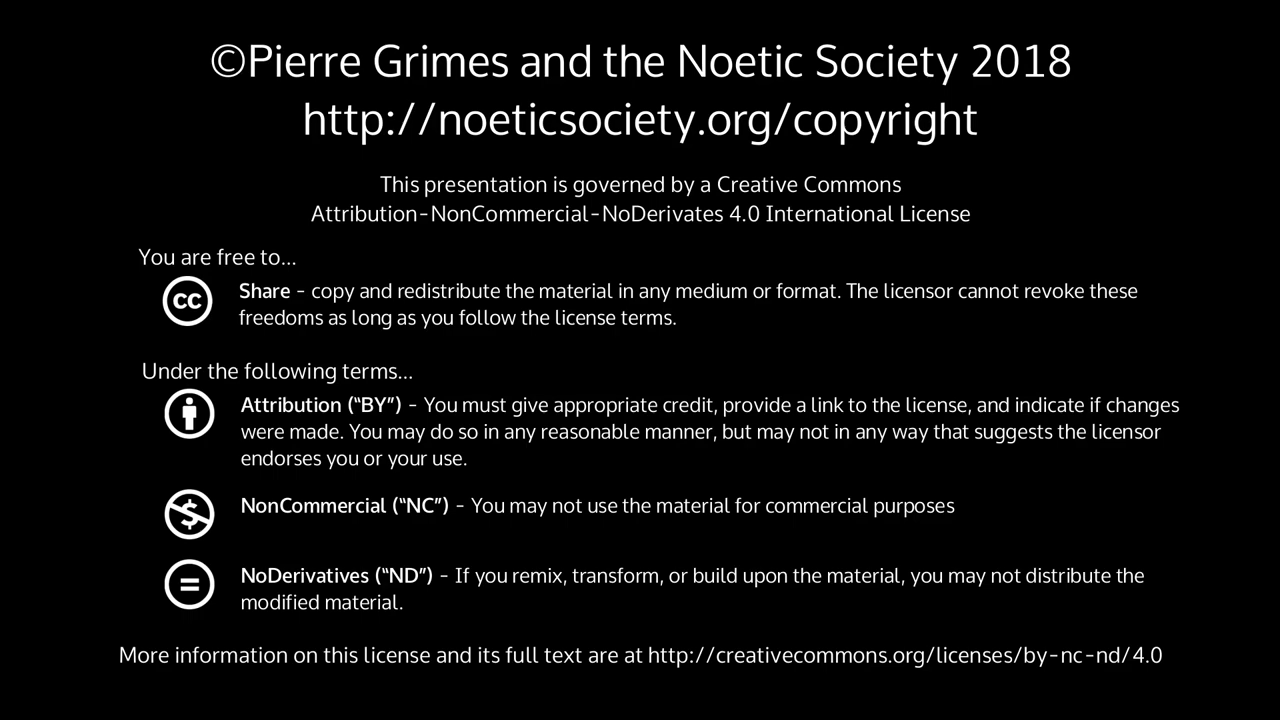 ©Pierre Grimes and the Noetic Society 2018
http://noeticsociety.org/copyright
This presentation is governed by a Creative Commons
Attribution-NonCommercial-NoDerivates 4.0 International License
You are free to...
cc
Share - copy and redistribute the material in any medium or format. The licensor cannot revoke these
freedoms as long as you follow the license terms.
Under the following terms...
Attribution (“BY”) - You must give appropriate credit, provide a link to the license, and indicate if changes
were made. You may do so in any reasonable manner, but may not in any way that suggests the licensor
endorses you or your use.
NonCommercial (“NC”) - You may not use the material for commercial purposes
NoDerivatives (“ND”) - If you remix, transform, or build upon the material, you may not distribute the
modified material.
More information on this license and its full text are at http://creativecommons.org/licenses/by-nc-nd/4.0